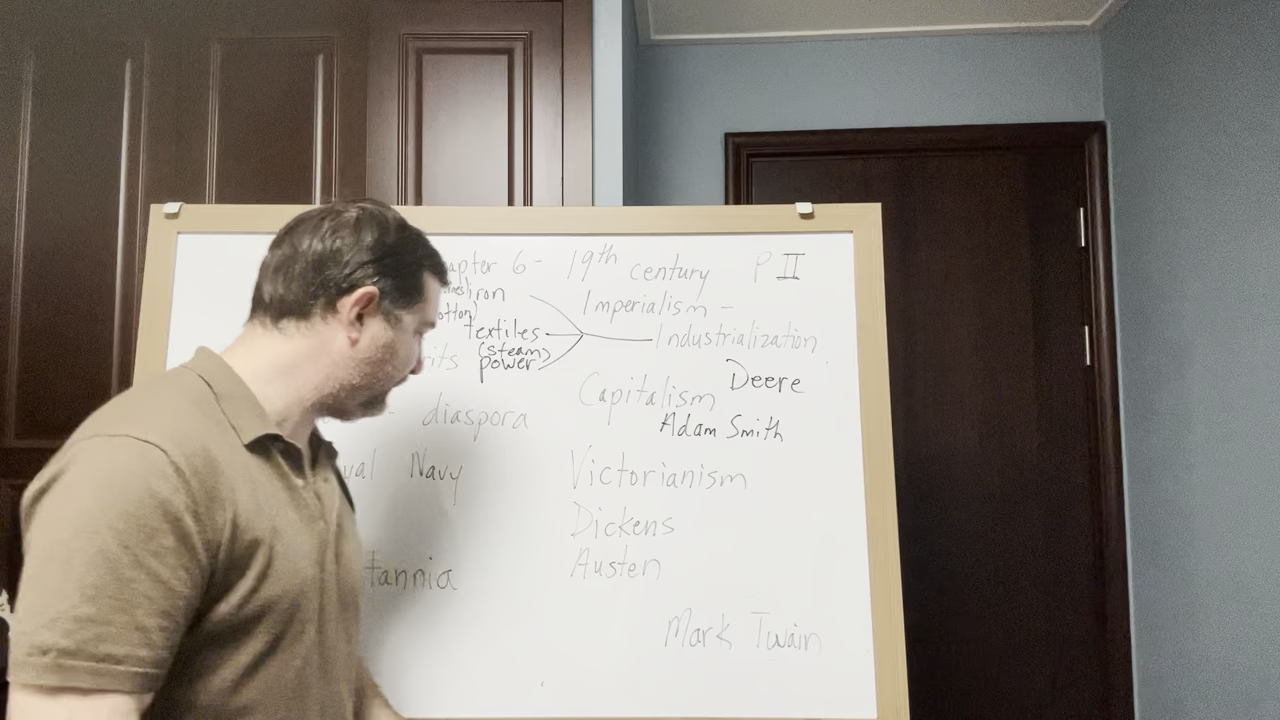 apter 6- 19th century P II
iron
Imperialism -
otton)
textiles
Industrialization
rits
(steam)
power
Deere
Capitalism
- diaspora
Adam Smith
ual Navy
Victorianism
Dickens
tannia
Austen
Mark Twain